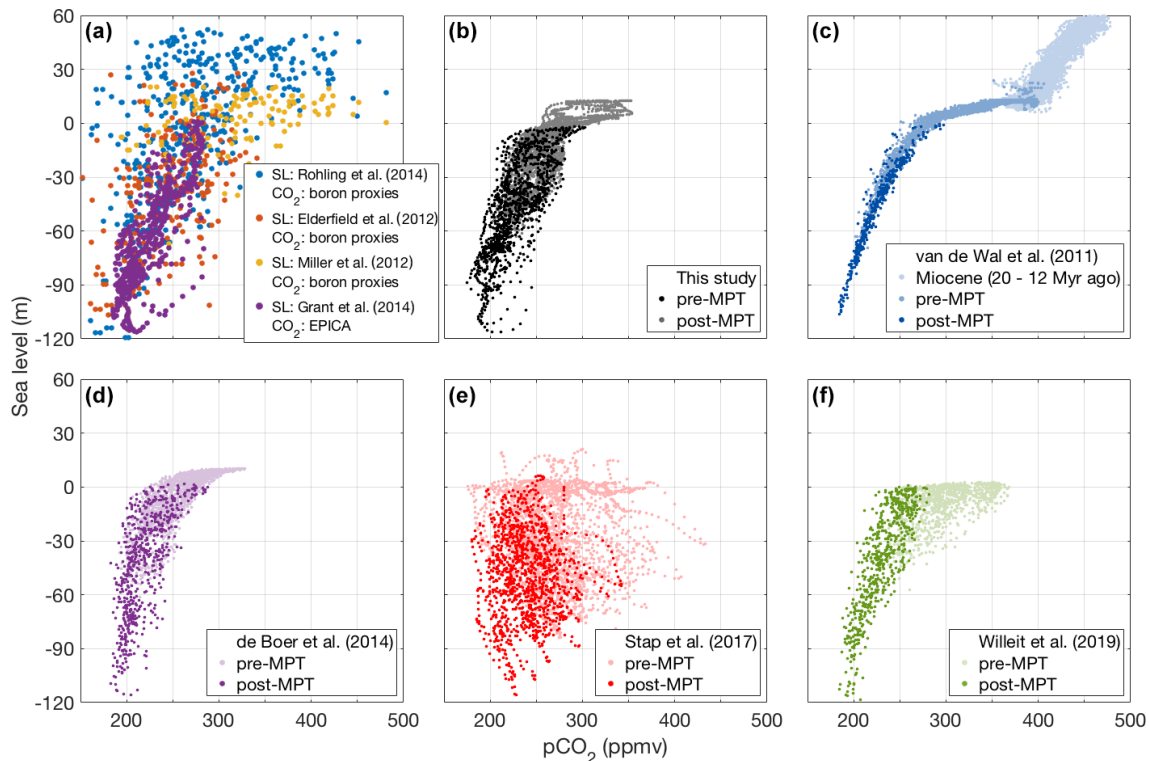 60
(a)
(b)
(c)
30
0
-30
-60
-90
-120
SL: Rohling et al. (2014)
CO2: boron proxies
SL: Elderfield et al. (2012)
CO2: boron proxies
SL: Miller et al. (2012)
CO2: boron proxies
SL: Grant et al. (2014)
CO2: EPICA
This study
pre-MPT
post-MPT
van de Wal et al. (2011)
Miocene (20 - 12 Myr ago)
pre-MPT
post-MPT
Sea level (m)
60
(d)
(e)
(f)
30
0
-30
-60
-90
-120
de Boer et al. (2014)
pre-MPT
post-MPT
Stap et al. (2017)
pre-MPT
post-MPT
Willeit et al. (2019)
pre-MPT
post-MPT
200 300 400 500
200 300 400 500
200 300 400 500
pCO2 (ppmv)